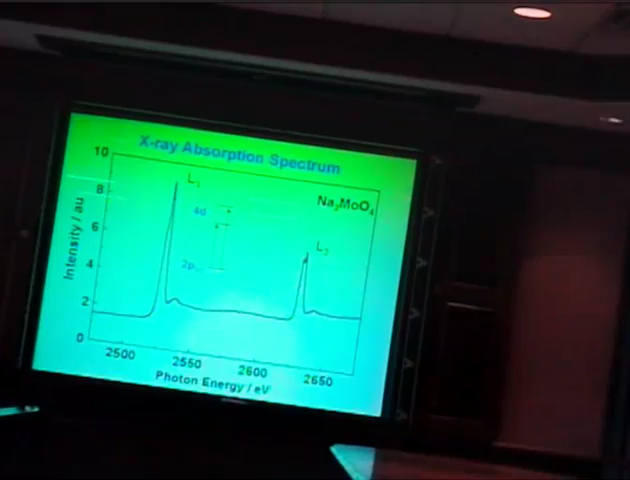 X-ray Absorption Spectrum
10
8
6
4
2
0
Intensity / au
L₃
Na₂MoO₄
4d
2p
L₂
2500 2550 2600 2650
Photon Energy / eV